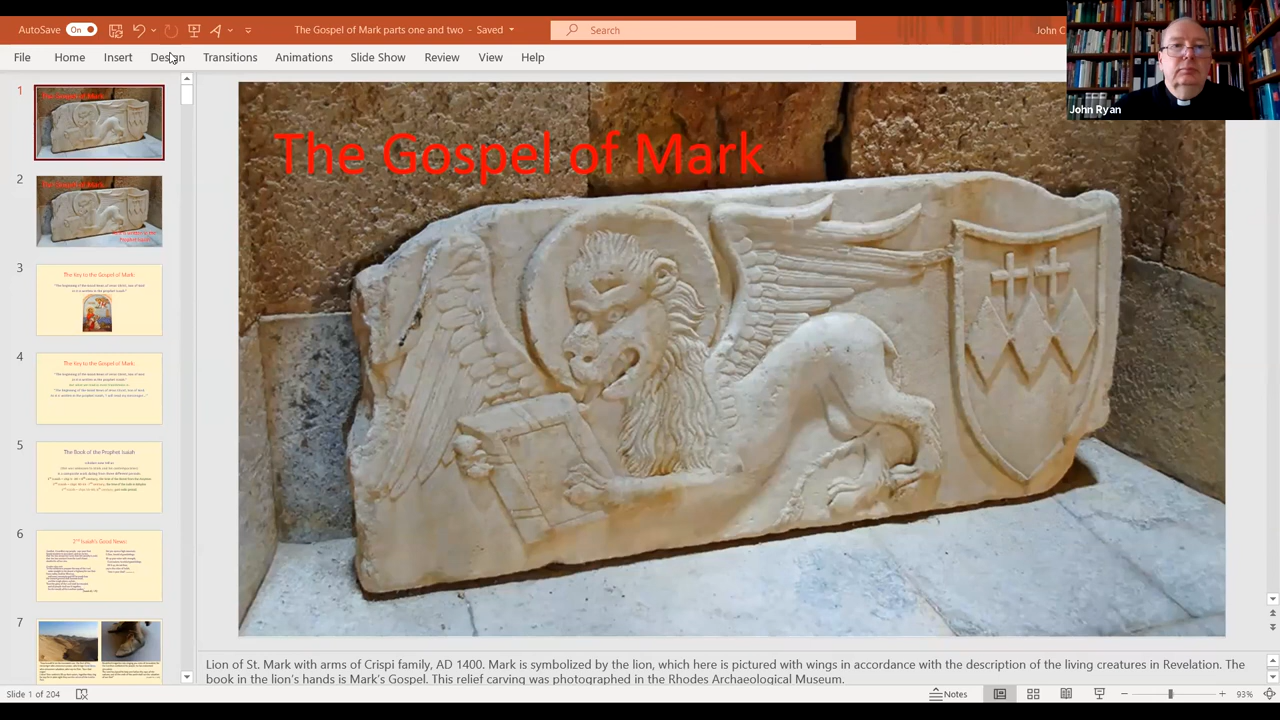 AutoSave On
The Gospel of Mark parts one and two - Saved
Search
John C
File Home Insert Design Transitions Animations Slide Show Review View Help
John Ryan
1
2
3
The Key to the Gospel of Mark:
4
The Key to the Gospel of Mark:
5
The Book of the Prophet Isaiah
6
2nd Isaiah's Good News:
7
The Gospel of Mark
Lion of St. Mark with arms of Crispi family, AD 1400. Mark is symbolized by the lion, which here is
accordance with the
of the living creatures in Revelation. The
book in the lion's hands is Mark's Gospel. This relief carving was photographed in the Rhodes Archaeological Museum.
Slide 1 of 204
Notes
93%